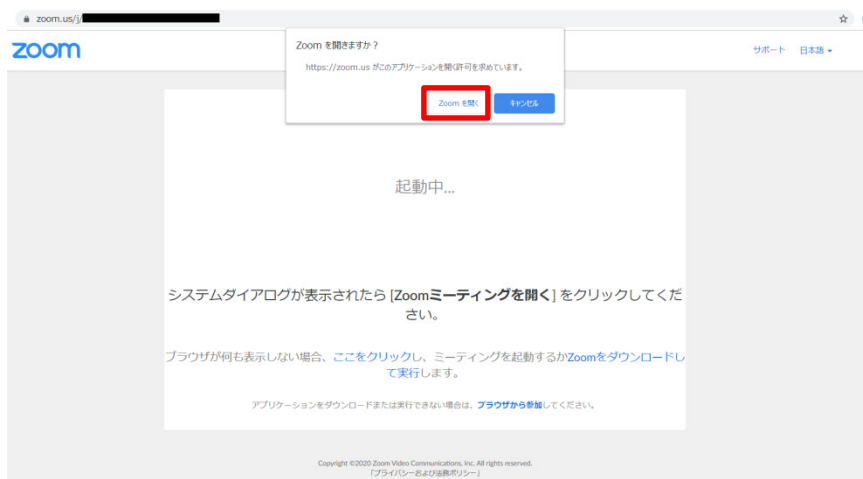 zoom.us/j/
zoom
サポート 日本語
Zoom を開きますか？
https://zoom.us がこのアプリケーションを開く許可を求めています。
Zoom を開く キャンセル
起動中...
システムダイアログが表示されたら [Zoomミーティングを開く] をクリックしてくだ
さい。
ブラウザが何も表示しない場合、ここをクリックし、ミーティングを起動するかZoomをダウンロードし
て実行します。
アプリケーションをダウンロードまたは実行できない場合は、ブラウザから参加してください。
Copyright ©2020 Zoom Video Communications, Inc. All rights reserved.
「プライバシーおよび法務ポリシー」